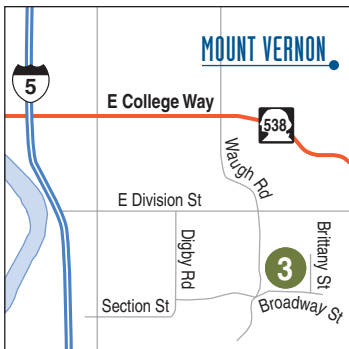 MOUNT VERNON
5
E College Way
538
Waugh Rd
E Division St
Digby Rd
Brittany St
3
Section St
Broadway St